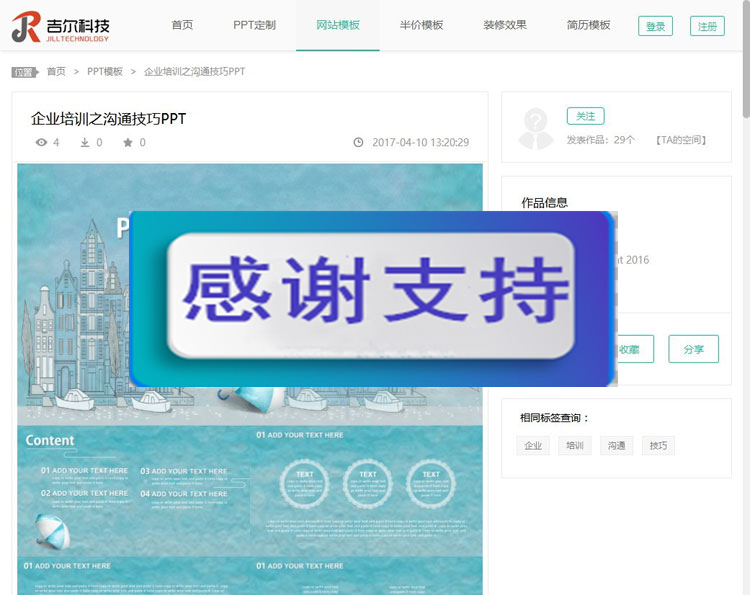 吉尔科技
JILLTECHNOLOGY
首页 PPT定制 网站模板 半价模板 装修效果 简历模板 登录 注册
位置 首页 > PPT模板 > 企业培训之沟通技巧PPT
企业培训之沟通技巧PPT
4 0 0 2017-04-10 13:20:29
关注
发表作品：29个 【TA的空间】
作品信息
2016
感谢支持
收藏 分享
相同标签查询：
企业 培训 沟通 技巧
Content
01 ADD YOUR TEXT HERE
02 ADD YOUR TEXT HERE
03 ADD YOUR TEXT HERE
04 ADD YOUR TEXT HERE
01 ADD YOUR TEXT HERE
TEXT TEXT TEXT
01 ADD YOUR TEXT HERE
01 ADD YOUR TEXT HERE